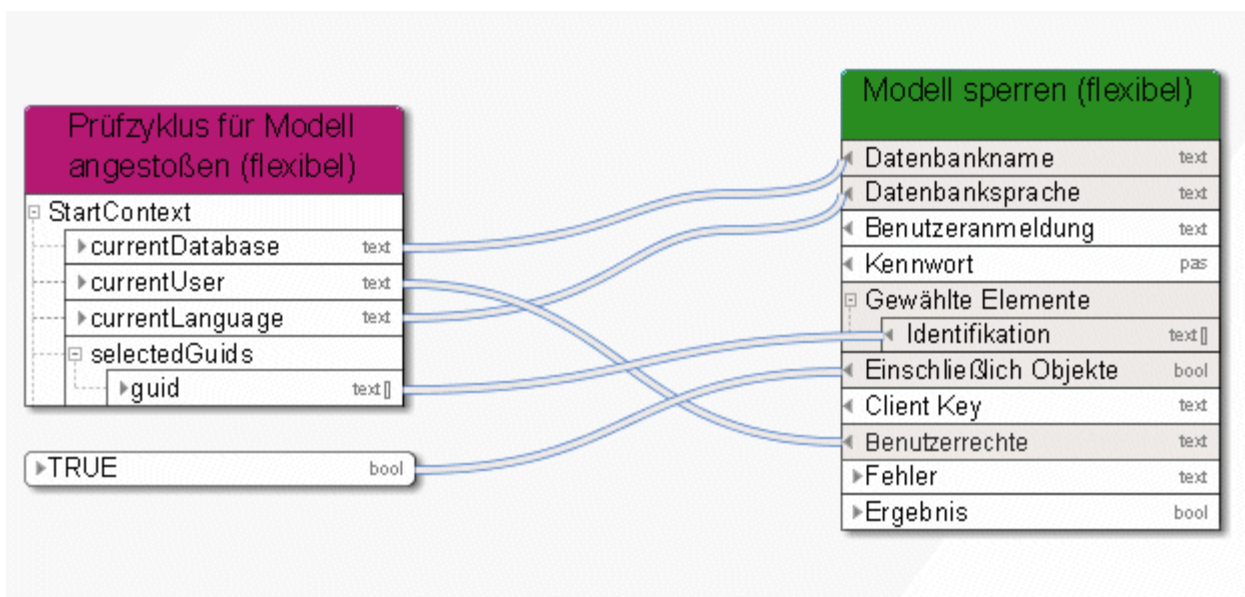 Prüfzyklus für Modell
angestoßen (flexibel)
StartContext
currentDatabase text
currentUser text
currentLanguage text
selectedGuids
guid text[]
TRUE bool
Modell sperren (flexibel)
Datenbankname text
Datenbanksprache text
Benutzeranmeldung text
Kennwort pas
Gewählte Elemente
Identifikation text[]
Einschließlich Objekte bool
Client Key text
Benutzerrechte text
Fehler text
Ergebnis bool